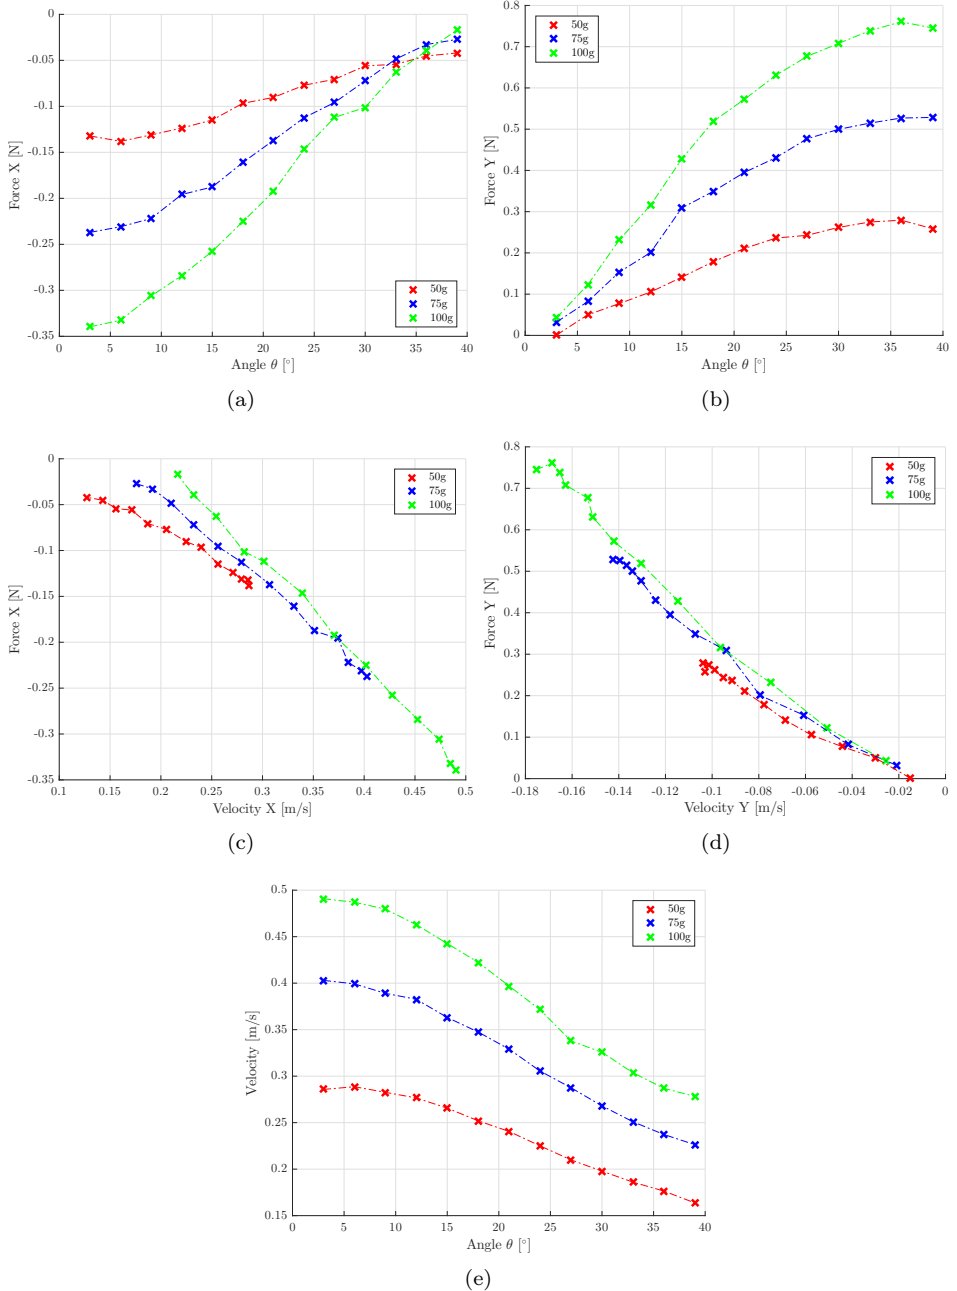 0
-0.05
-0.1
-0.15
-0.2
-0.25
-0.3
-0.35
Force X [N]
50g
75g
100g
0 5 10 15 20 25 30 35 40
Angle θ [°]
(a)
0.8
0.7
0.6
0.5
0.4
0.3
0.2
0.1
0
Force Y [N]
50g
75g
100g
0 5 10 15 20 25 30 35 40
Angle θ [°]
(b)
0
-0.05
-0.1
-0.15
-0.2
-0.25
-0.3
-0.35
Force X [N]
50g
75g
100g
0.1 0.15 0.2 0.25 0.3 0.35 0.4 0.45 0.5
Velocity X [m/s]
(c)
0.8
0.7
0.6
0.5
0.4
0.3
0.2
0.1
0
Force Y [N]
50g
75g
100g
-0.18 -0.16 -0.14 -0.12 -0.1 -0.08 -0.06 -0.04 -0.02 0
Velocity Y [m/s]
(d)
0.5
0.45
0.4
0.35
0.3
0.25
0.2
0.15
Velocity [m/s]
50g
75g
100g
0 5 10 15 20 25 30 35 40
Angle θ [°]
(e)